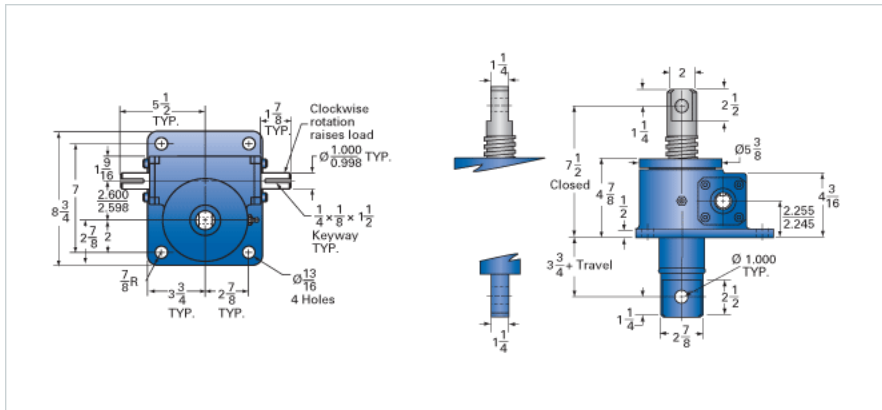 5 1/2
TYP.
1 7/8
TYP.
Clockwise
rotation
raises load
Ø 1.000/0.998 TYP.
1 9/16
7
8 3/4
2.600
2.598
2 7/8
2
1/4 × 1/8 × 1 1/2
Keyway
TYP.
7/8 R
3 3/4
TYP.
2 7/8
TYP.
Ø 13/16
4 Holes
1 1/4
1 1/4
2
2 1/2
1 1/4
7 1/2
Closed
4 7/8
1/2
Ø5 3/8
4 3/16
2.255
2.245
3 3/4 + Travel
Ø 1.000
TYP.
2 1/2
1 1/4
2 7/8